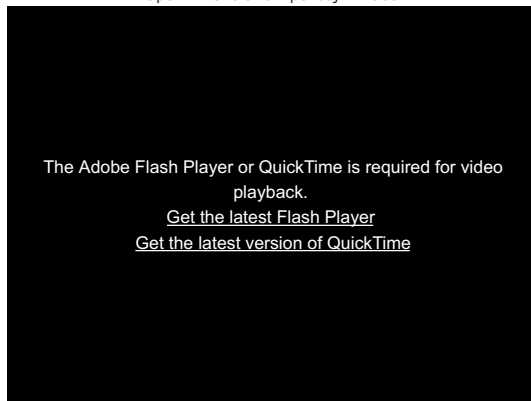 The Adobe Flash Player or QuickTime is required for video
playback.
Get the latest Flash Player
Get the latest version of QuickTime